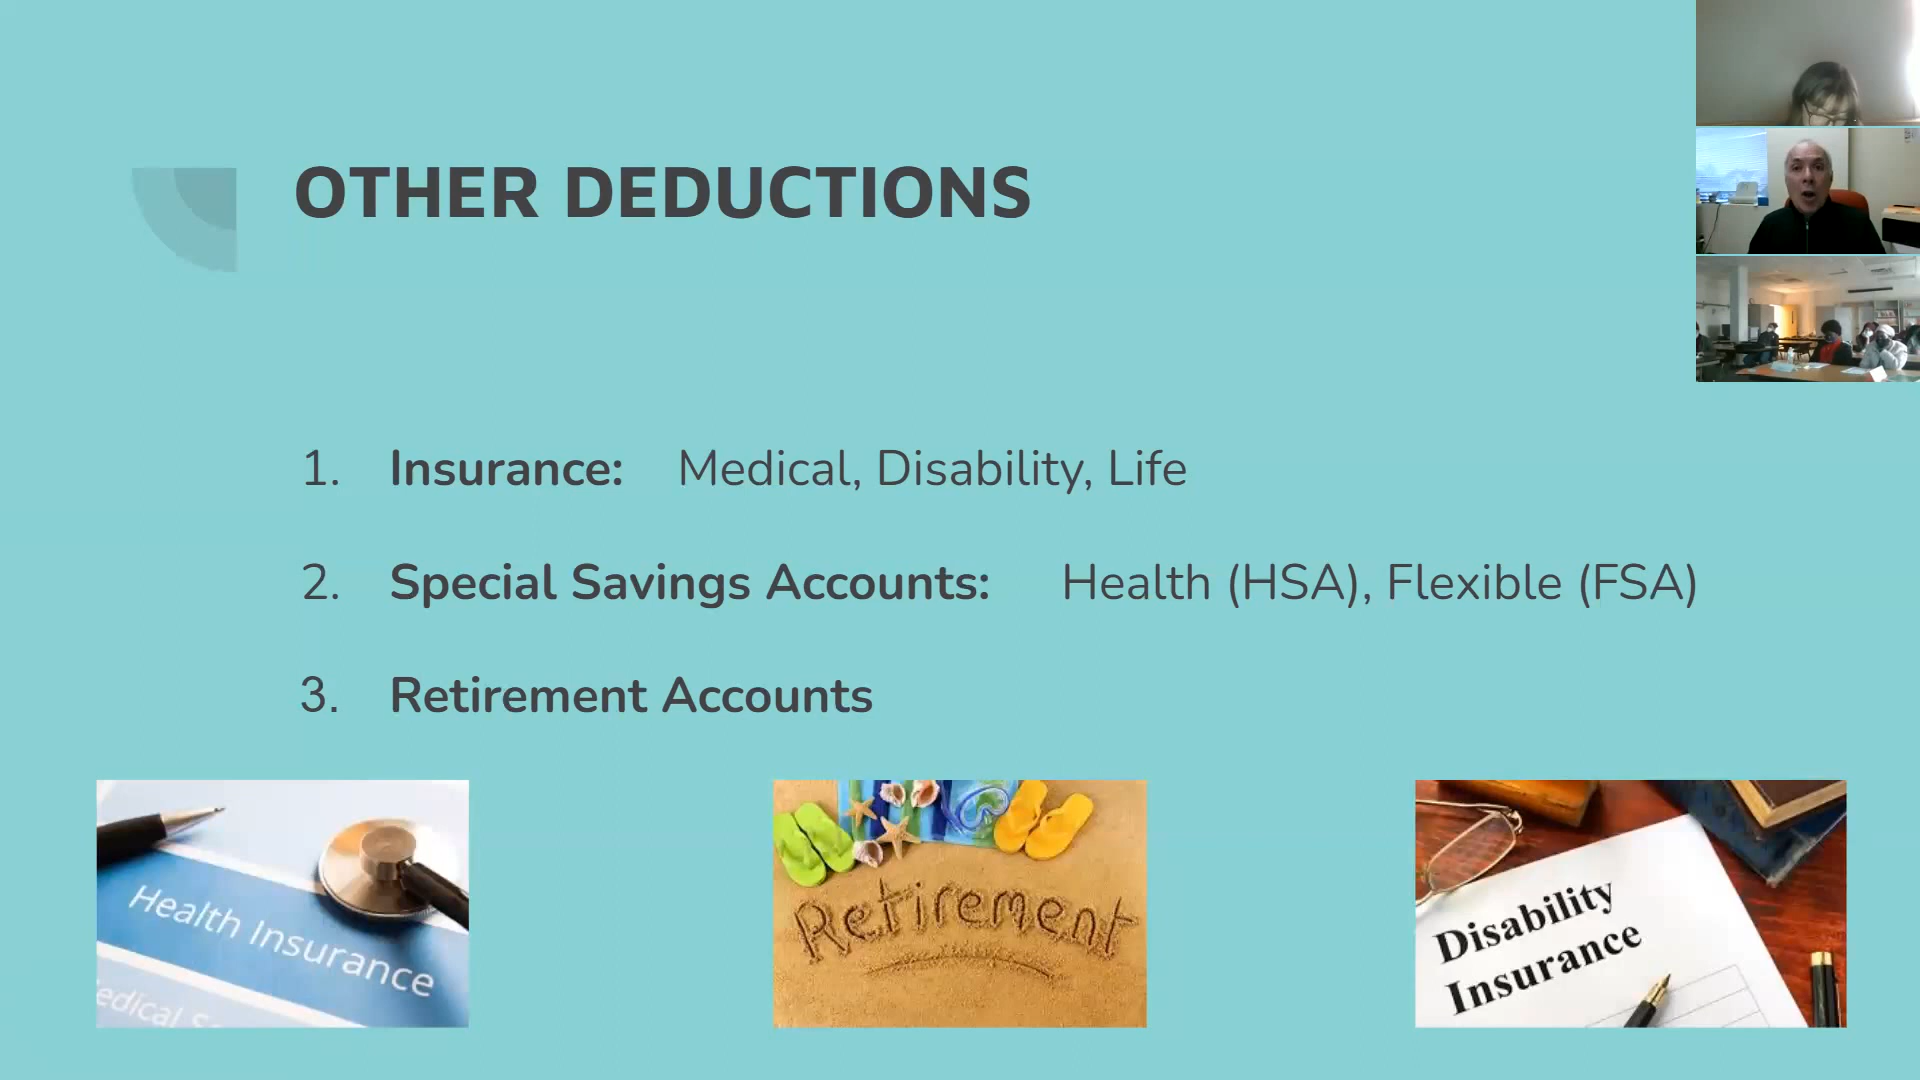 OTHER DEDUCTIONS
1. Insurance: Medical, Disability, Life
2. Special Savings Accounts: Health (HSA), Flexible (FSA)
3. Retirement Accounts
Health Insurance
Retirement
Disability
Insurance